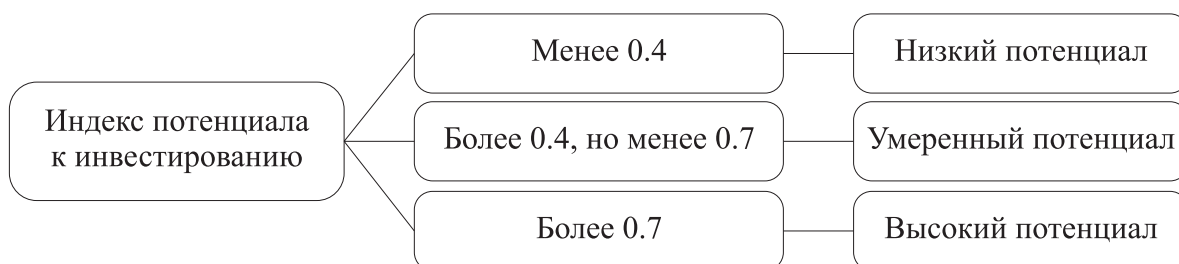 Индекс потенциала
к инвестированию
Менее 0.4
Низкий потенциал
Более 0.4, но менее 0.7
Умеренный потенциал
Более 0.7
Высокий потенциал